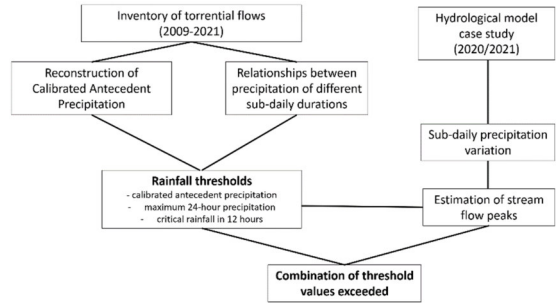 Inventory of torrential flows
(2009-2021)
Hydrological model
case study
(2020/2021)
Reconstruction of
Calibrated Antecedent
Precipitation
Relationships between
precipitation of different
sub-daily durations
Sub-daily precipitation
variation
Rainfall thresholds
- calibrated antecedent precipitation
- maximum 24-hour precipitation
- critical rainfall in 12 hours
Estimation of stream
flow peaks
Combination of threshold
values exceeded